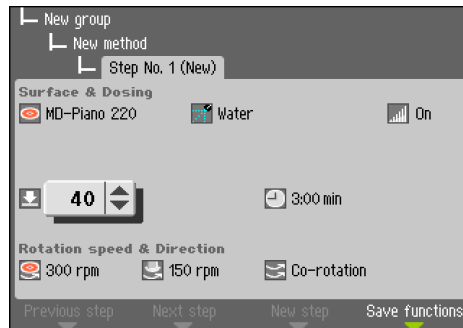 New group
New method
Step No. 1 (New)
Surface & Dosing
MD-Piano 220 Water On
40 3:00 min
Rotation speed & Direction
300 rpm 150 rpm Co-rotation
Previous step Next step New step Save functions